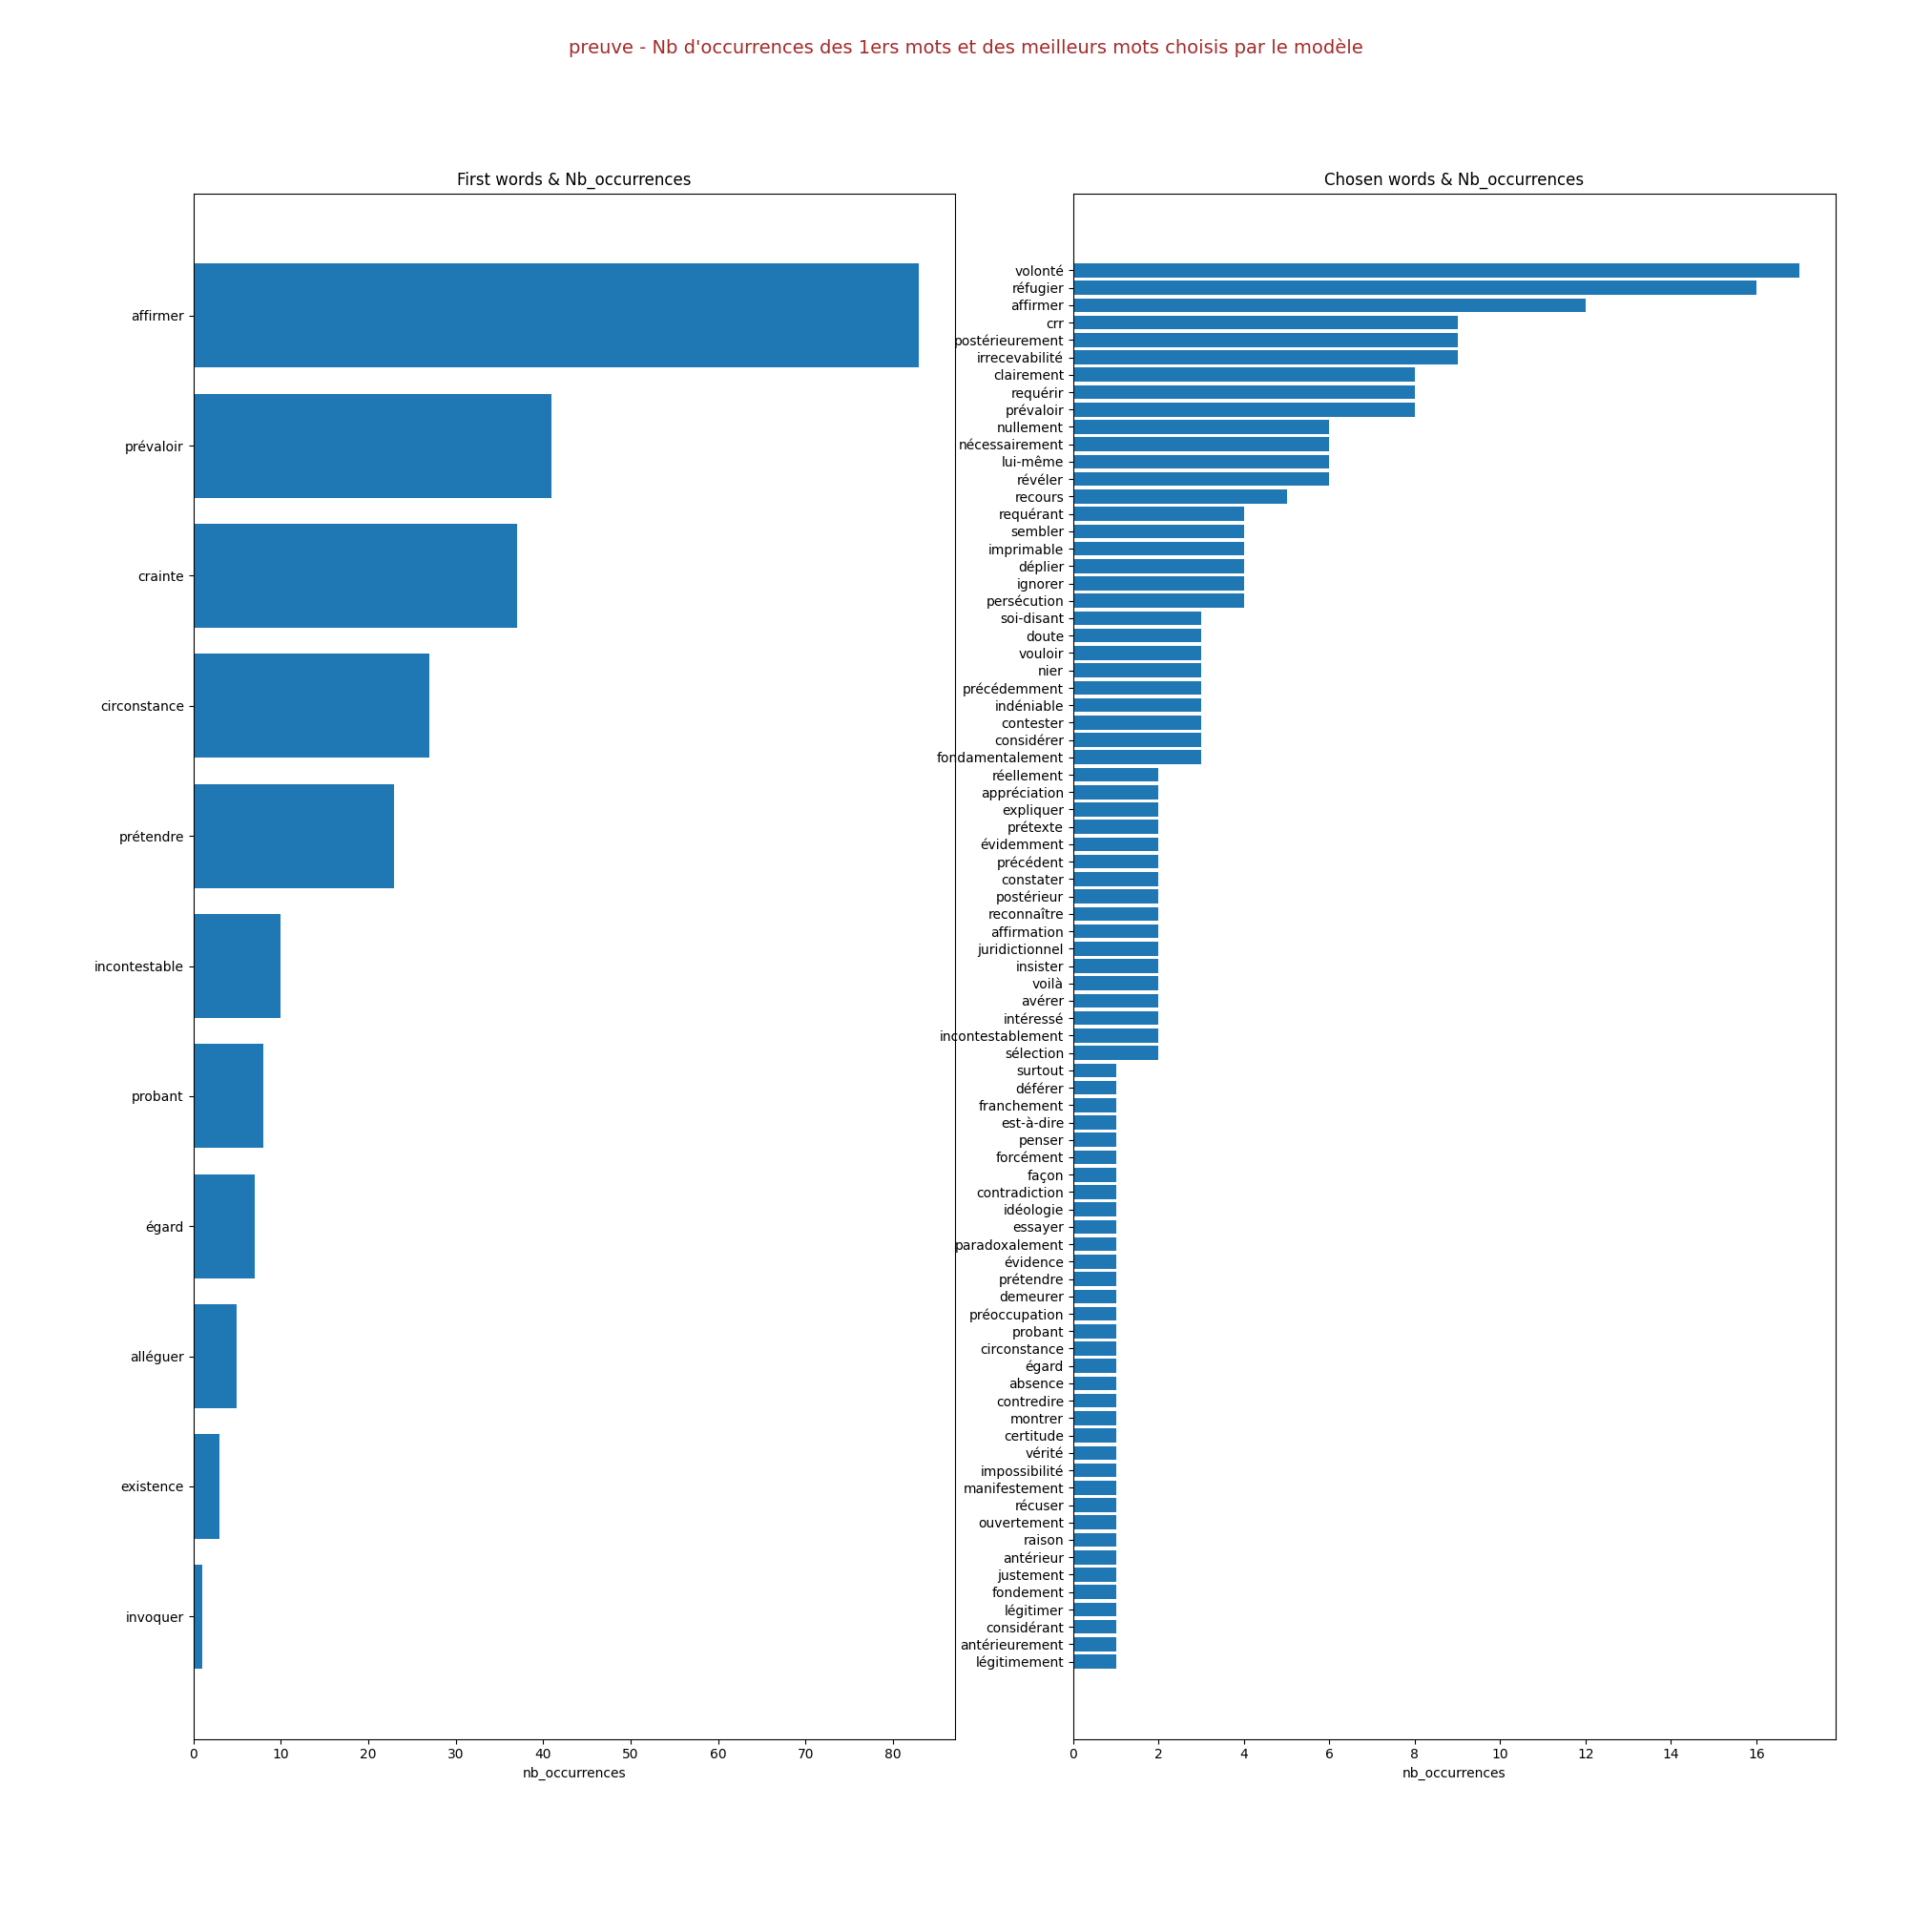 preuve - Nb d'occurrences des 1ers mots et des meilleurs mots choisis par le modèle
First words & Nb_occurrences
affirmer
prévaloir
crainte
circonstance
prétendre
incontestable
probant
égard
alléguer
existence
invoquer
0 10 20 30 40 50 60 70 80
nb_occurrences
Chosen words & Nb_occurrences
volonté
réfugier
affirmer
crr
postérieurement
irrecevabilité
clairement
requérir
prévaloir
nullement
nécessairement
lui-même
révéler
recours
requérant
sembler
imprimable
déplier
ignorer
persécution
soi-disant
doute
vouloir
nier
précédemment
indéniable
contester
considérer
fondamentalement
réellement
appréciation
expliquer
prétexte
évidemment
précédent
constater
postérieur
reconnaître
affirmation
juridictionnel
insister
voilà
avérer
intéressé
incontestablement
sélection
surtout
déférer
franchement
est-à-dire
penser
forcément
façon
contradiction
idéologie
essayer
paradoxalement
évidence
prétendre
demeurer
préoccupation
probant
circonstance
égard
absence
contredire
montrer
certitude
vérité
impossibilité
manifestement
récuser
ouvertement
raison
antérieur
justement
fondement
légitimer
considérant
antérieurement
légitimement
0 2 4 6 8 10 12 14 16
nb_occurrences